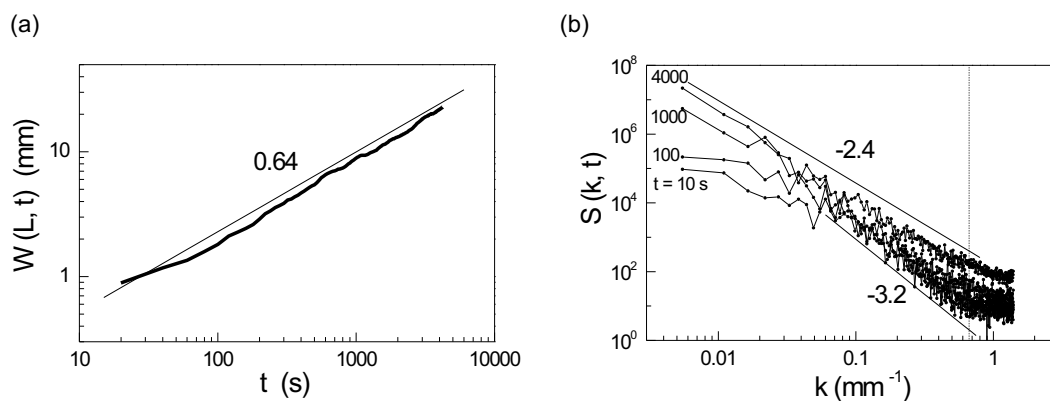 (a)
W (L, t) (mm)
10
1
0.64
10 100 1000 10000
t (s)
(b)
S (k, t)
10^8
10^6
10^4
10^2
10^0
4000
1000
100
t = 10 s
-2.4
-3.2
0.01 0.1 1
k (mm^-1)